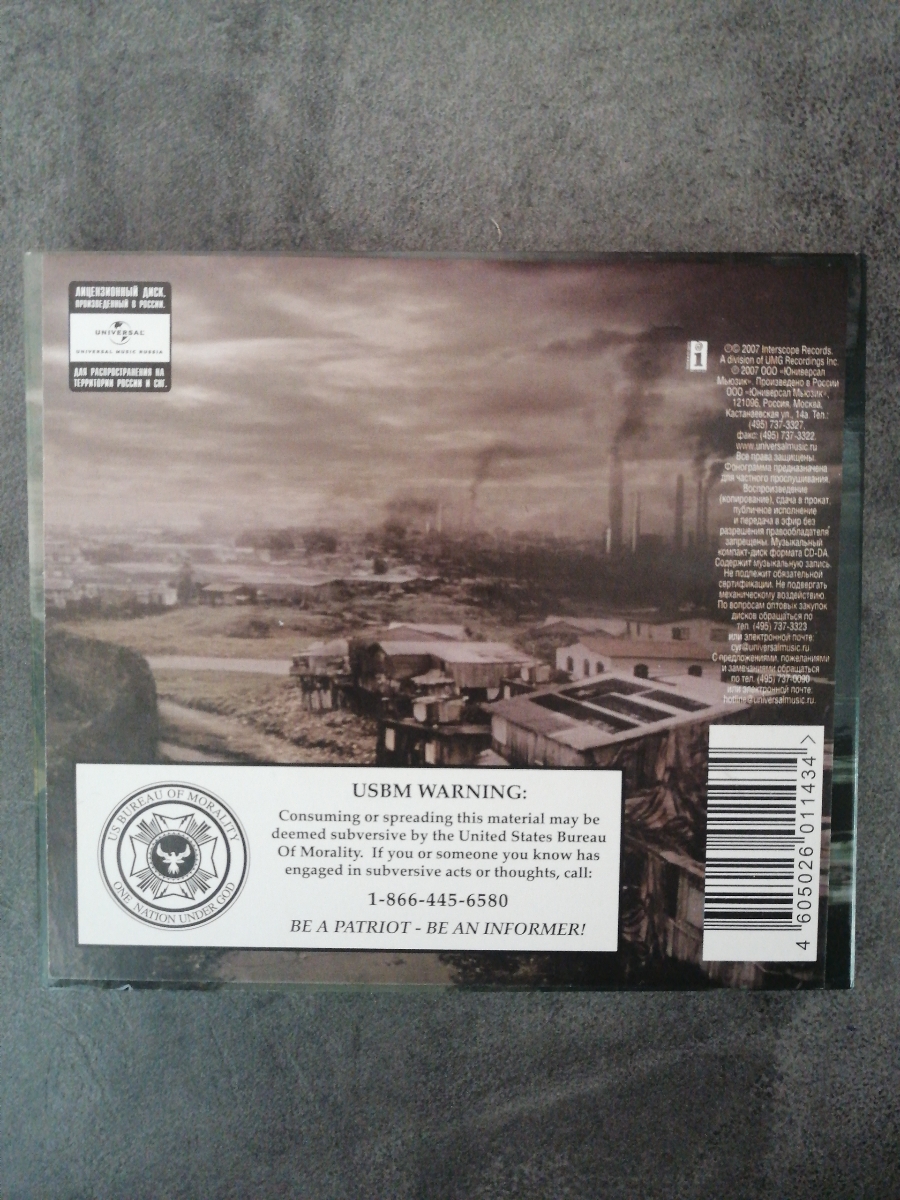 ЛИЦЕНЗИОННЫЙ ДИСК,
ПРОИЗВЕДЕННЫЙ В РОССИИ.
UNIVERSAL
UNIVERSAL MUSIC RUSSIA
ДЛЯ РАСПРОСТРАНЕНИЯ НА
ТЕРРИТОРИИ РОССИИ И СНГ.
i
℗© 2007 Interscope Records.
A division of UMG Recordings Inc.
℗ 2007 ООО «Юниверсал
Мьюзик». Произведено в России
ООО «Юниверсал Мьюзик»,
121096, Россия, Москва,
Кастанаевская ул., 14а. Тел.:
(495) 737-3327,
факс: (495) 737-3322.
www.universalmusic.ru
Все права защищены.
Фонограмма предназначена
для частного прослушивания.
Воспроизведение
(копирование), сдача в прокат,
публичное исполнение
и передача в эфир без
разрешения правообладателя
запрещены. Музыкальный
компакт-диск формата CD-DA.
Содержит музыкальную запись.
Не подлежит обязательной
сертификации. Не подвергать
механическому воздействию.
По вопросам оптовых закупок
дисков обращаться по
тел. (495) 737-3323
или электронной почте:
cyr@universalmusic.ru.
С предложениями, пожеланиями
и замечаниями обращаться
по тел. (495) 737-0090
или электронной почте:
hotline@universalmusic.ru.
US BUREAU OF MORALITY
ONE NATION UNDER GOD
USBM WARNING:
Consuming or spreading this material may be
deemed subversive by the United States Bureau
Of Morality. If you or someone you know has
engaged in subversive acts or thoughts, call:
1-866-445-6580
BE A PATRIOT - BE AN INFORMER!
4 605026 011434 >